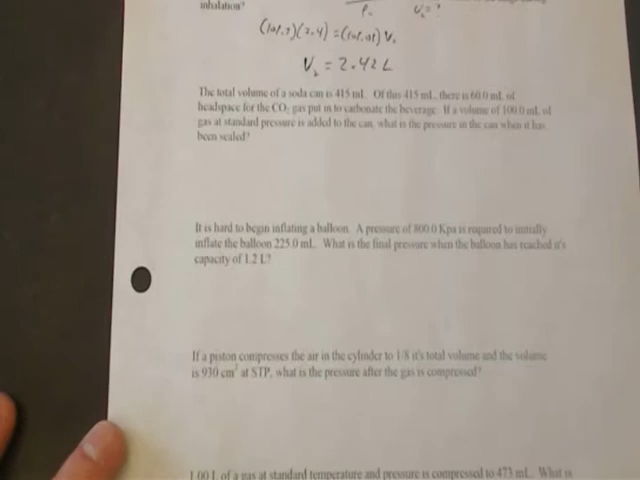 inhalation?
V₂ = ?
V₂ = 2.42 L
The total volume of a soda can is 415 mL. Of this 415 mL, there is 60.0 mL of
headspace for the CO₂ gas put in to carbonate the beverage. If a volume of 100.0 mL of
gas at standard pressure is added to the can, what is the pressure in the can when it has
been sealed?
It is hard to begin inflating a balloon. A pressure of 800.0 Kpa is required to initially
inflate the balloon 225.0 mL. What is the final pressure when the balloon has reached it's
capacity of 1.2 L?
If a piston compresses the air in the cylinder to 1/8 it's total volume and the volume
is 930 cm³ at STP, what is the pressure after the gas is compressed?
1.00 L of a gas at standard temperature and pressure is compressed to 473 mL. What is